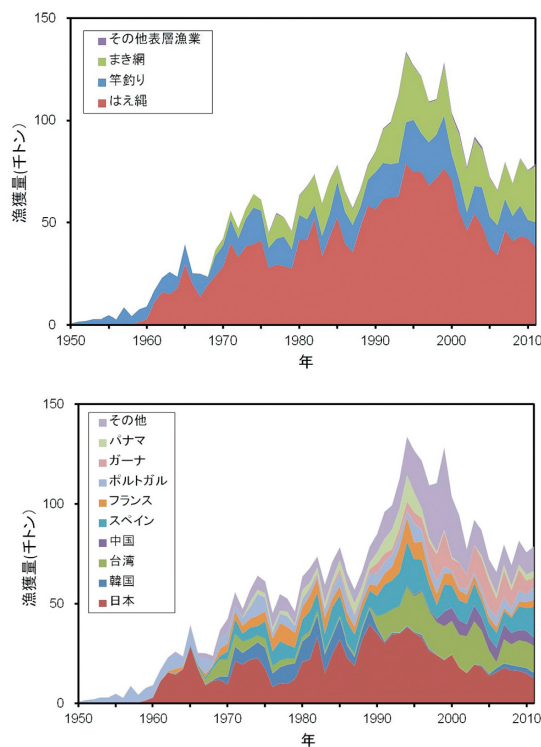 漁獲量(千トン)
150
100
50
0
その他表層漁業
まき網
竿釣り
はえ縄
1950 1960 1970 1980 1990 2000 2010
年
漁獲量(千トン)
150
100
50
0
その他
パナマ
ガーナ
ポルトガル
フランス
スペイン
中国
台湾
韓国
日本
1950 1960 1970 1980 1990 2000 2010
年